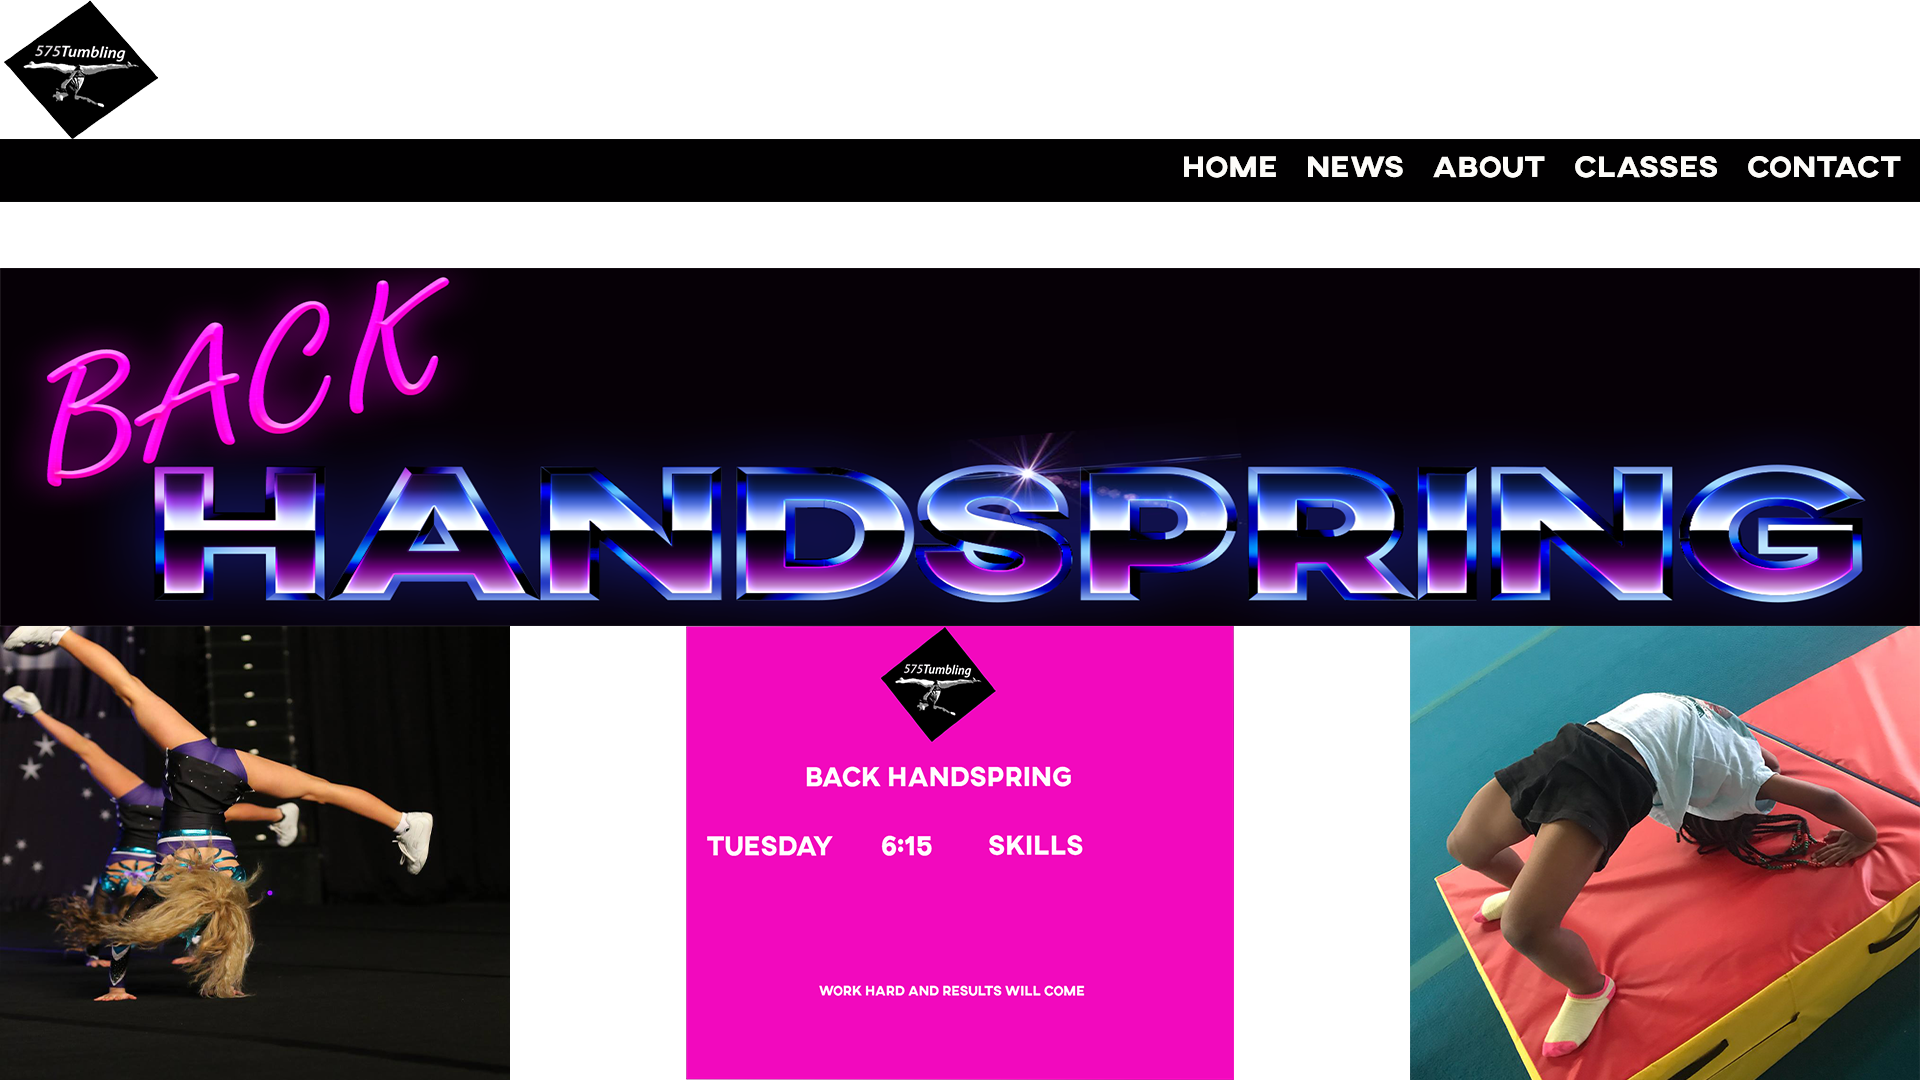 575Tumbling
HOME NEWS ABOUT CLASSES CONTACT
BACK
HANDSPRING
575Tumbling
BACK HANDSPRING
TUESDAY 6:15 SKILLS
WORK HARD AND RESULTS WILL COME